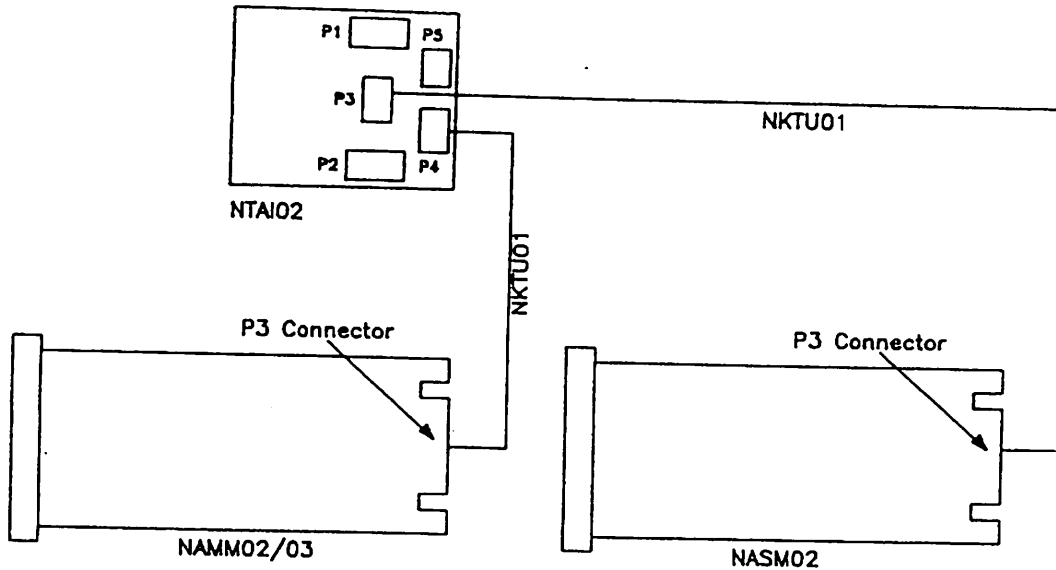 P1
P5
P3
NKTU01
P2
P4
NTAI02
NKTU01
P3 Connector
P3 Connector
NAMM02/03
NASM02